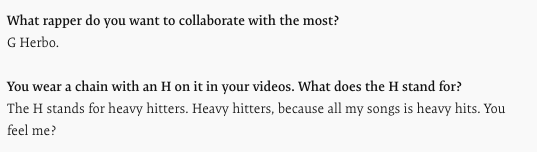 What rapper do you want to collaborate with the most?
G Herbo.
You wear a chain with an H on it in your videos. What does the H stand for?
The H stands for heavy hitters. Heavy hitters, because all my songs is heavy hits. You
feel me?